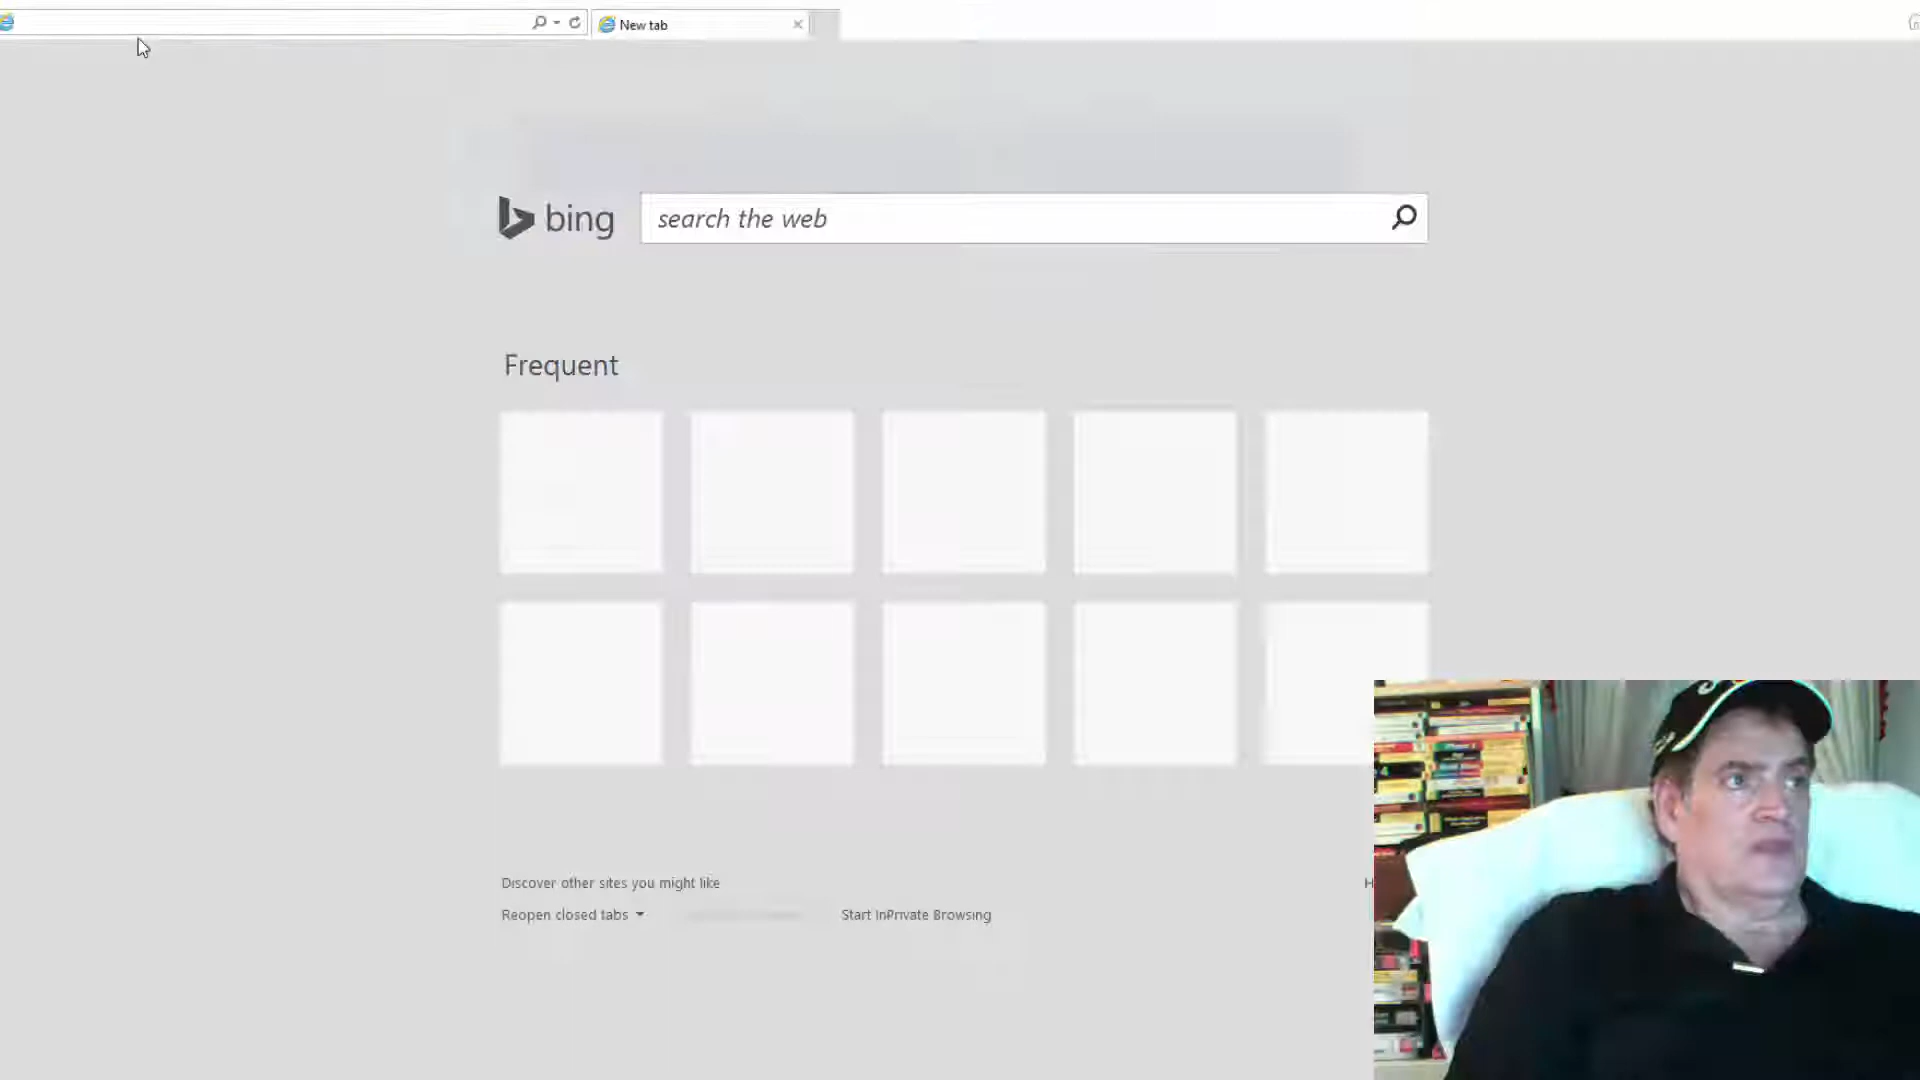 New tab
bing
search the web
Frequent
Discover other sites you might like
Reopen closed tabs
Start InPrivate Browsing